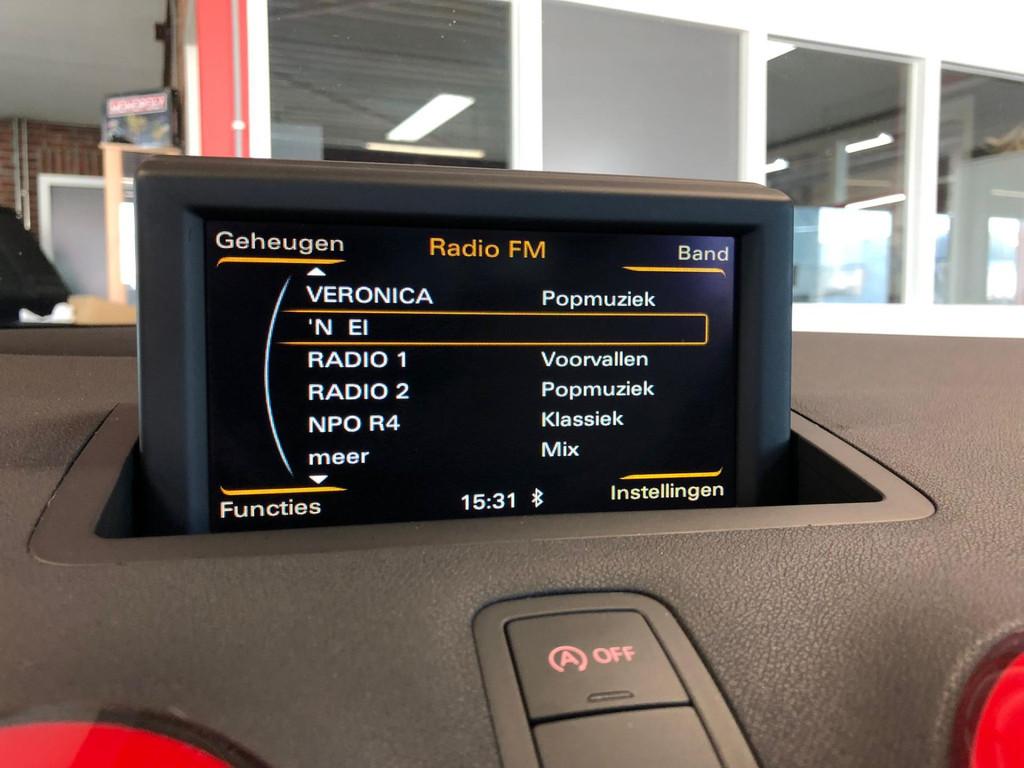 MONOPOLY
Geheugen Radio FM Band
VERONICA Popmuziek
'N EI
RADIO 1 Voorvallen
RADIO 2 Popmuziek
NPO R4 Klassiek
meer Mix
Functies 15:31 Instellingen
A OFF